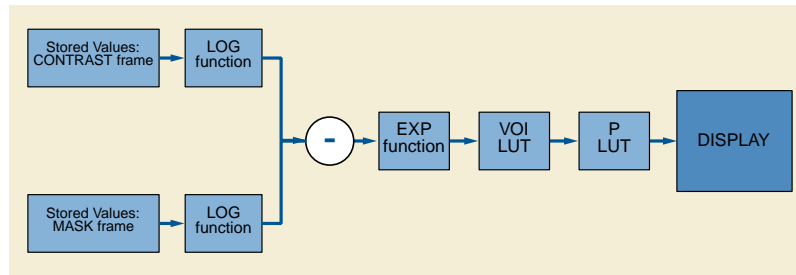 Stored Values:
CONTRAST frame
LOG
function
-
EXP
function
VOI
LUT
P
LUT
DISPLAY
Stored Values:
MASK frame
LOG
function